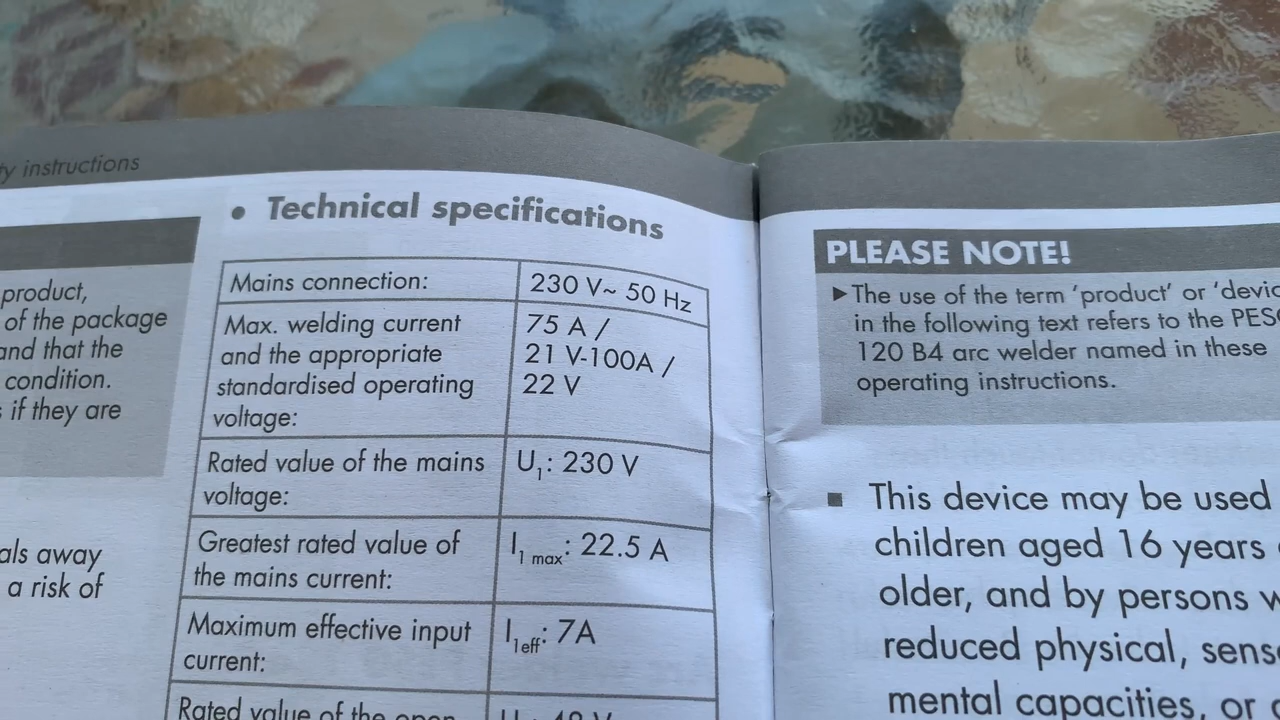 ty instructions
product,
of the package
and that the
condition.
if they are
als away
a risk of
• Technical specifications
Mains connection: 230 V~ 50 Hz
Max. welding current
and the appropriate
standardised operating
voltage:
75 A /
21 V-100A /
22 V
Rated value of the mains
voltage:
U1: 230 V
Greatest rated value of
the mains current:
I1 max: 22.5 A
Maximum effective input
current:
I1eff: 7A
Rated value of the open
PLEASE NOTE!
▶ The use of the term ‘product’ or ‘devic
in the following text refers to the PES
120 B4 arc welder named in these
operating instructions.
■ This device may be used
children aged 16 years
older, and by persons w
reduced physical, sens
mental capacities, or